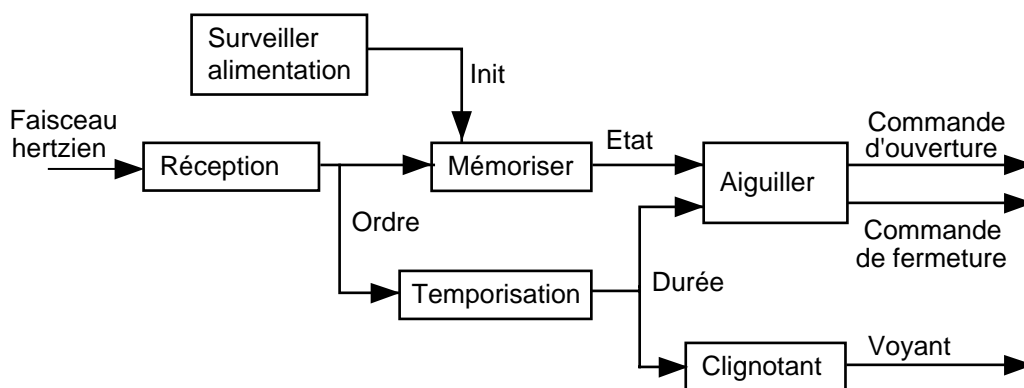 Surveiller
alimentation
Init
Faisceau
hertzien
Réception
Mémoriser
Etat
Aiguiller
Commande
d'ouverture
Ordre
Commande
de fermeture
Temporisation
Durée
Clignotant
Voyant